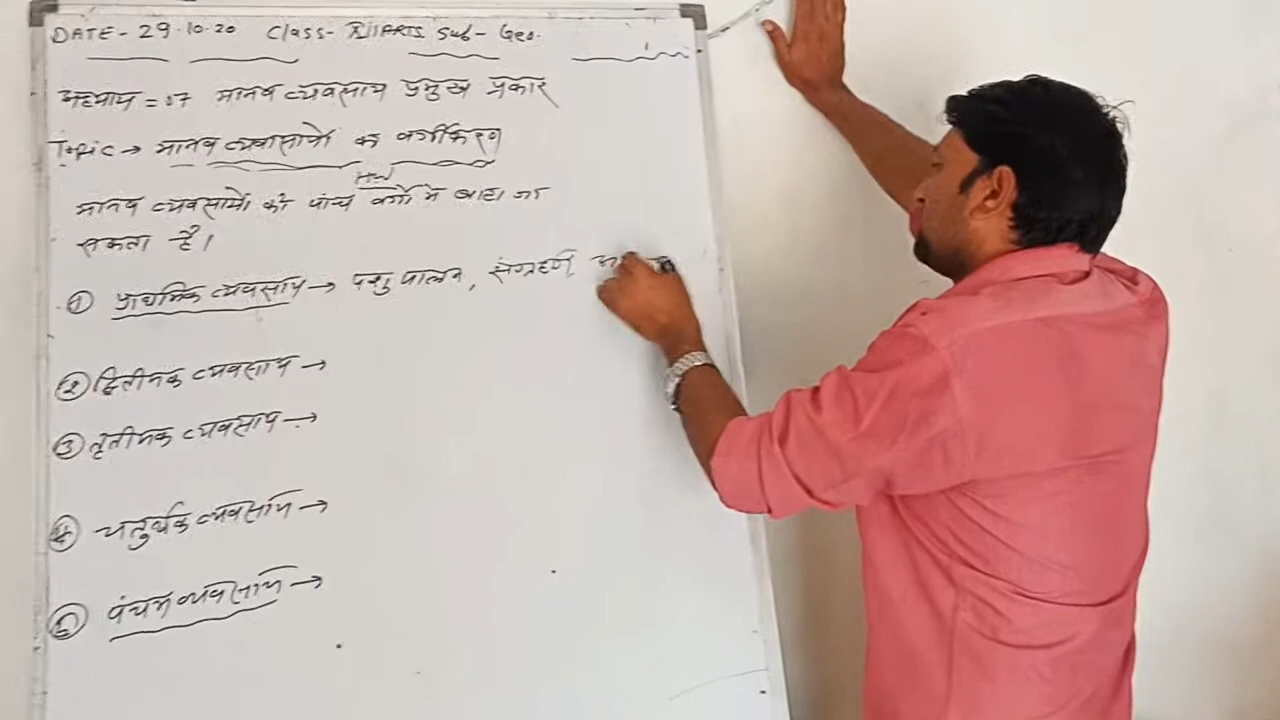 DATE - 29.10.20 Class- XII ARTS Sub - Geo.
अध्याय = 07 मानव व्यवसाय प्रमुख प्रकार
Topic → मानव व्यवसायों का वर्गीकरण
मानव व्यवसायों को पांच वर्गों में बाटा जा
सकता है।
① प्राथमिक व्यवसाय → पशु पालन, संग्रहण,
② द्वितीयक व्यवसाय →
③ तृतीयक व्यवसाय →
④ चतुर्थक व्यवसाय →
⑤ पंचम व्यवसाय →